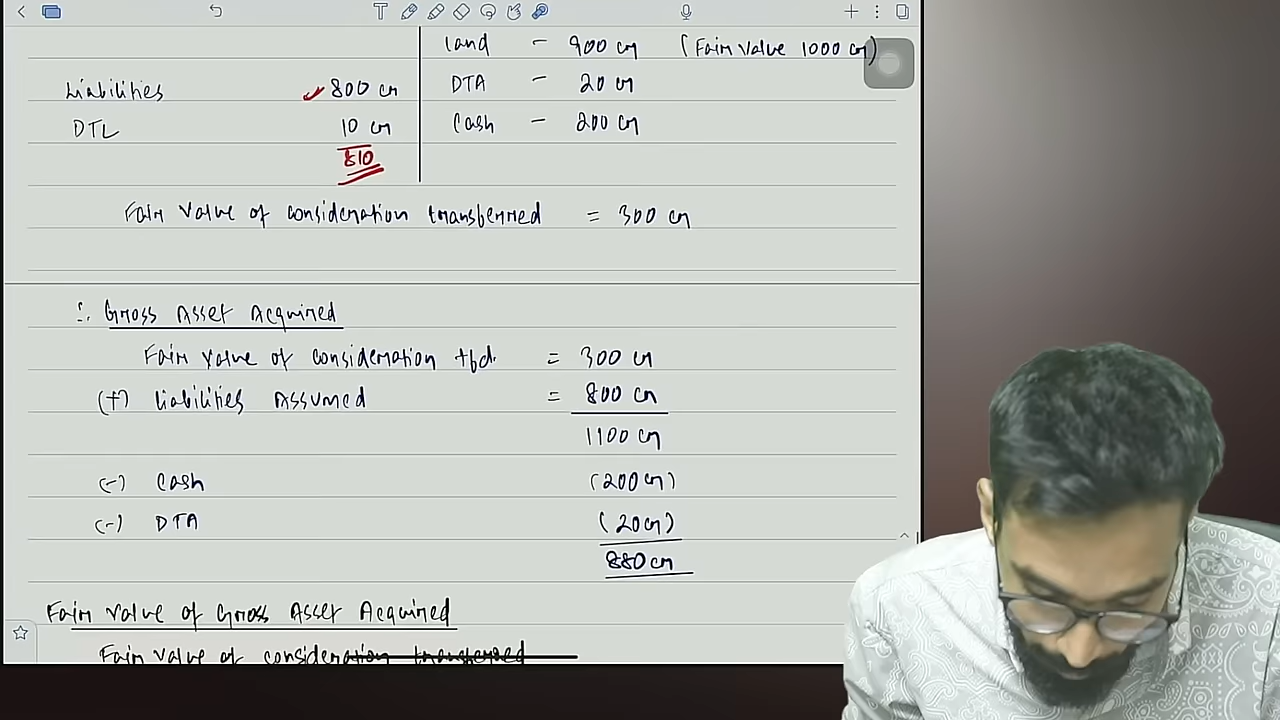 Land - 900 cr (Fair Value 1000 cr)
Liabilities 800 cr
DTA - 20 cr
DTL 10 cr
Cash - 200 cr
810
Fair Value of consideration transferred = 300 cr
∴ Gross Asset Acquired
Fair Value of consideration tfd. = 300 cr
(+) Liabilities Assumed = 800 cr
1100 cr
(-) Cash (200 cr)
(-) DTA (20 cr)
880 cr
Fair Value of Gross Asset Acquired
Fair Value of consideration transferred